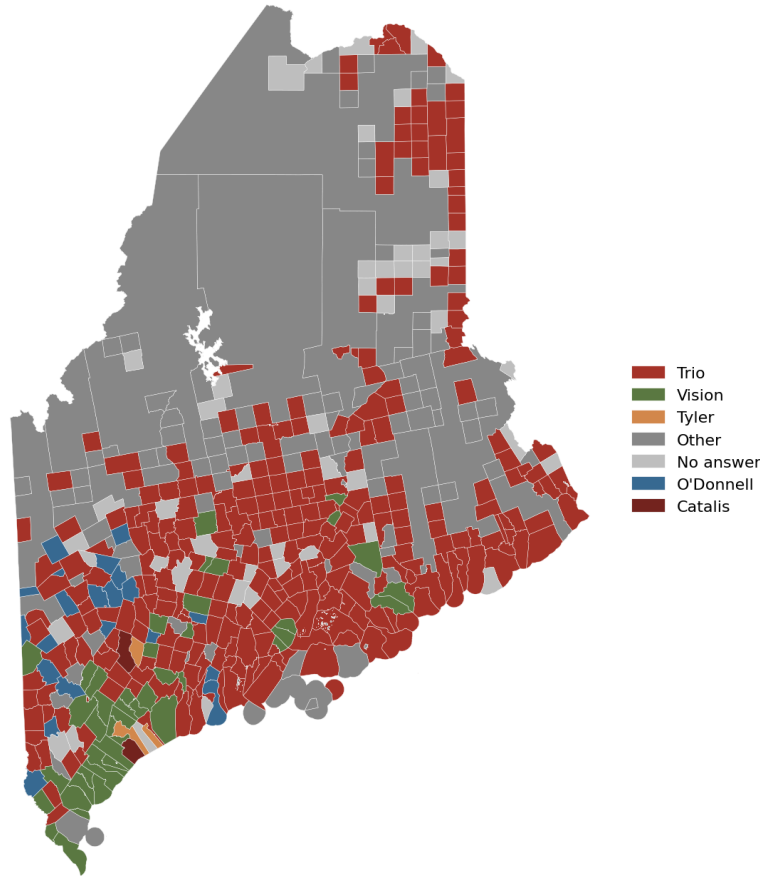 Trio
Vision
Tyler
Other
No answer
O'Donnell
Catalis